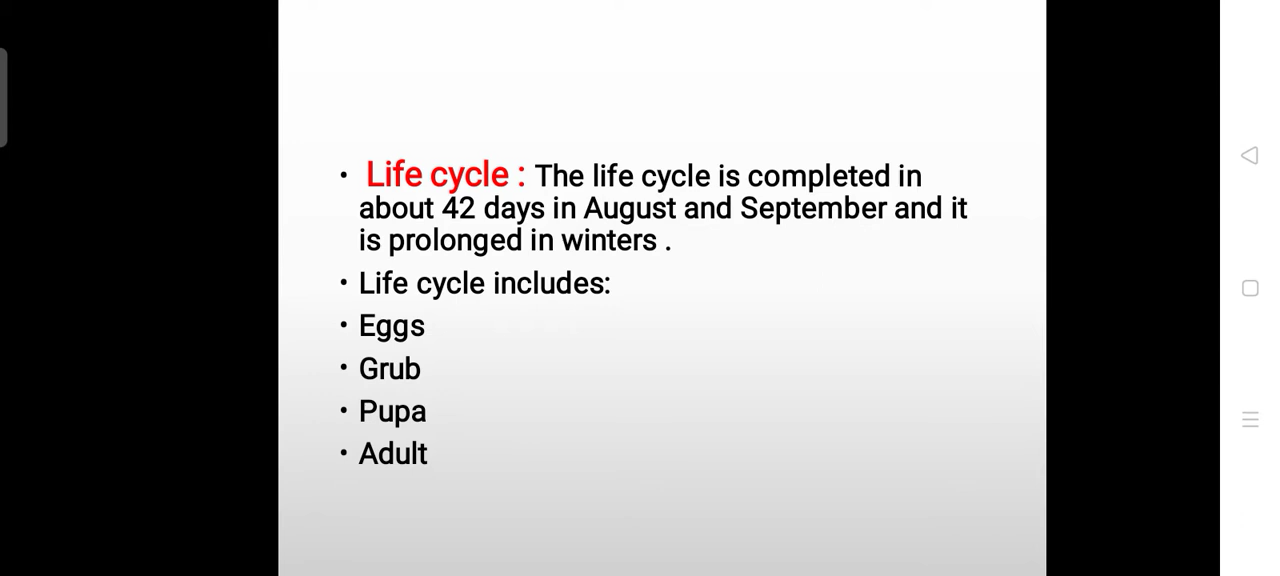 • Life cycle : The life cycle is completed in
about 42 days in August and September and it
is prolonged in winters .
• Life cycle includes:
• Eggs
• Grub
• Pupa
• Adult